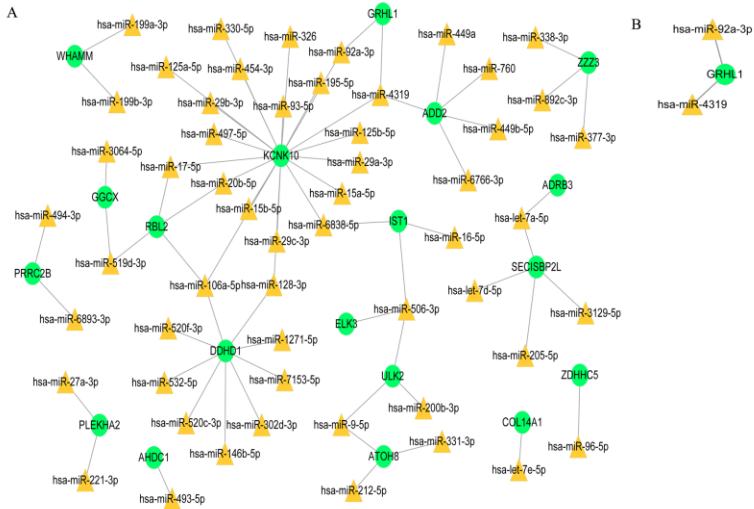 A
B
hsa-miR-199a-3p
hsa-miR-330-5p
hsa-miR-326
GRHL1
hsa-miR-92a-3p
hsa-miR-449a
hsa-miR-338-3p
hsa-miR-92a-3p
WHAMM
hsa-miR-125a-5p
hsa-miR-454-3p
hsa-miR-92a-3p
hsa-miR-760
ZZZ3
GRHL1
hsa-miR-195-5p
hsa-miR-199b-3p
hsa-miR-29b-3p
hsa-miR-93-5p
hsa-miR-4319
ADD2
hsa-miR-892c-3p
hsa-miR-4319
hsa-miR-497-5p
hsa-miR-125b-5p
hsa-miR-449b-5p
hsa-miR-377-3p
hsa-miR-3064-5p
KCNK10
hsa-miR-17-5p
hsa-miR-29a-3p
hsa-miR-20b-5p
hsa-miR-6766-3p
ADRB3
GGCX
hsa-miR-15a-5p
hsa-miR-494-3p
RBL2
hsa-miR-15b-5p
hsa-miR-6838-5p
IST1
hsa-let-7a-5p
hsa-miR-29c-3p
hsa-miR-16-5p
PRRC2B
hsa-miR-519d-3p
SECISBP2L
hsa-miR-106a-5p
hsa-miR-128-3p
hsa-let-7d-5p
hsa-miR-6893-3p
hsa-miR-506-3p
hsa-miR-3129-5p
hsa-miR-520f-3p
ELK3
hsa-miR-1271-5p
DDHD1
hsa-miR-205-5p
hsa-miR-27a-3p
hsa-miR-532-5p
hsa-miR-7153-5p
ULK2
ZDHHC5
hsa-miR-200b-3p
PLEKHA2
hsa-miR-520c-3p
hsa-miR-302d-3p
hsa-miR-9-5p
COL14A1
hsa-miR-331-3p
AHDC1
hsa-miR-146b-5p
ATOH8
hsa-miR-96-5p
hsa-miR-221-3p
hsa-let-7e-5p
hsa-miR-493-5p
hsa-miR-212-5p